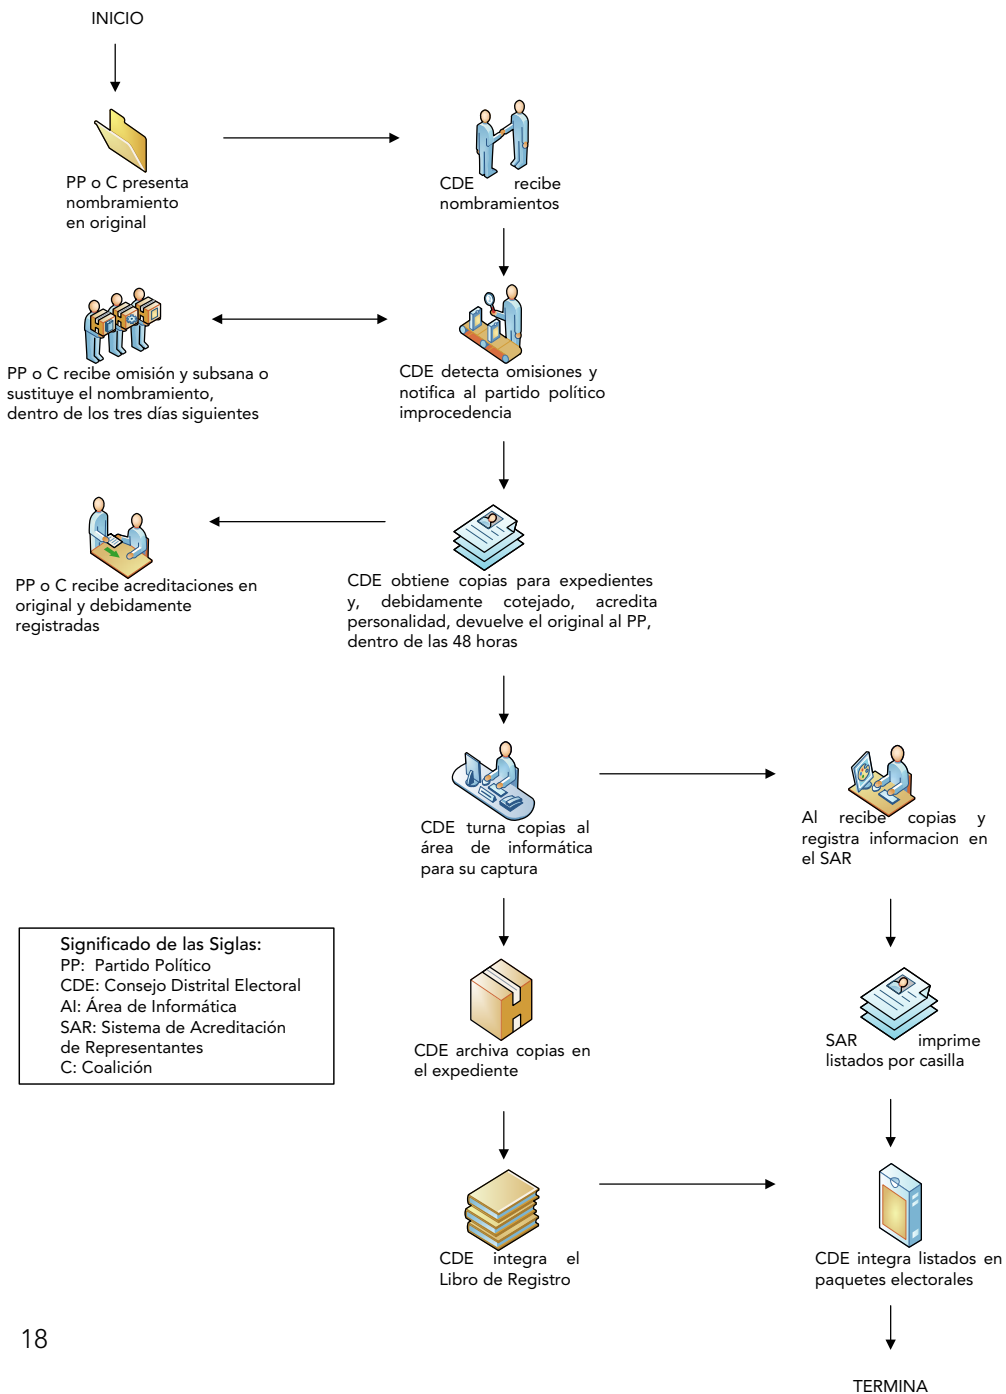 INICIO
PP o C presenta
nombramiento
en original
CDE recibe
nombramientos
PP o C recibe omisión y subsana o
sustituye el nombramiento,
dentro de los tres días siguientes
CDE detecta omisiones y
notifica al partido político
improcedencia
PP o C recibe acreditaciones en
original y debidamente
registradas
CDE obtiene copias para expedientes
y, debidamente cotejado, acredita
personalidad, devuelve el original al PP,
dentro de las 48 horas
CDE turna copias al
área de informática
para su captura
AI recibe copias y
registra informacion en
el SAR
Significado de las Siglas:
PP: Partido Político
CDE: Consejo Distrital Electoral
AI: Área de Informática
SAR: Sistema de Acreditación
de Representantes
C: Coalición
CDE archiva copias en
el expediente
SAR imprime
listados por casilla
CDE integra el
Libro de Registro
CDE integra listados en
paquetes electorales
18
TERMINA